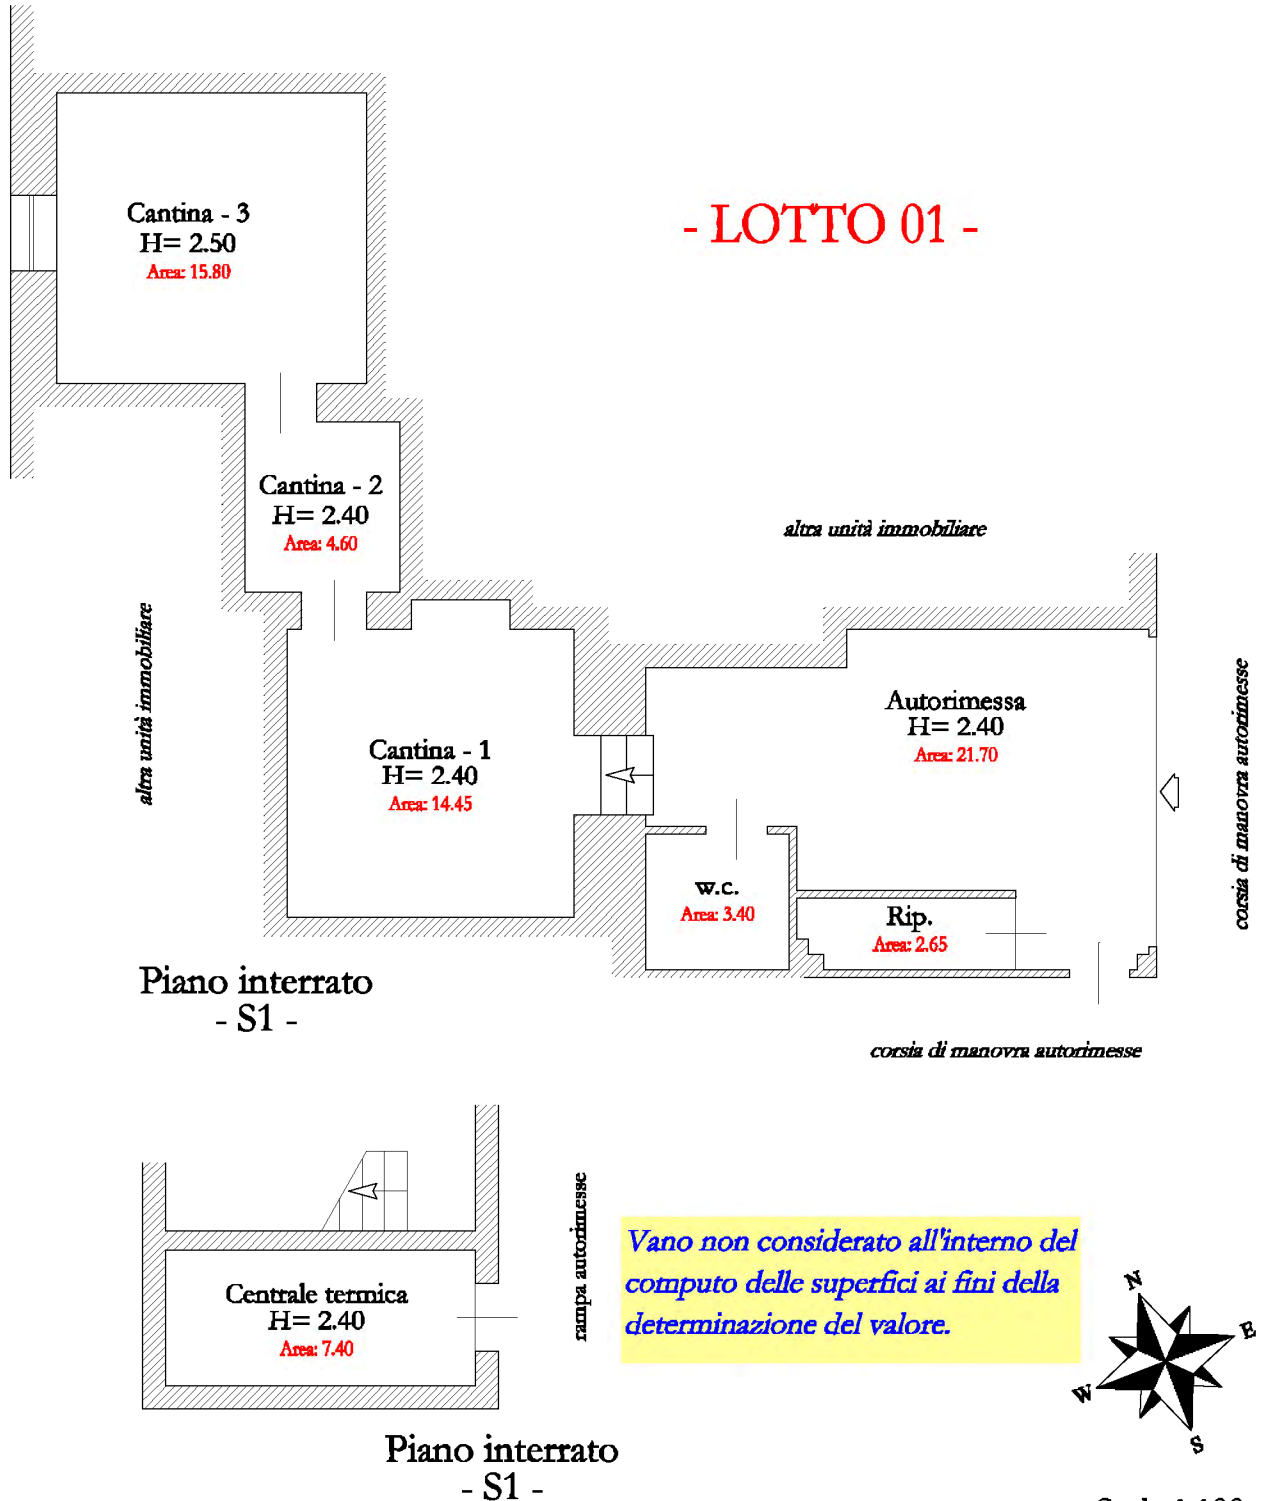 - LOTTO 01 -
Cantina - 3
H= 2.50
Area: 15.80
Cantina - 2
H= 2.40
Area: 4.60
altra unità immobiliare
altra unità immobiliare
Cantina - 1
H= 2.40
Area: 14.45
Autorimessa
H= 2.40
Area: 21.70
corsia di manovra autorimesse
w.c.
Area: 3.40
Rip.
Area: 2.65
Piano interrato
- S1 -
corsia di manovra autorimesse
Centrale termica
H= 2.40
Area: 7.40
rampa autorimesse
Vano non considerato all'interno del
computo delle superfici ai fini della
determinazione del valore.
N
E
W
S
Piano interrato
- S1 -